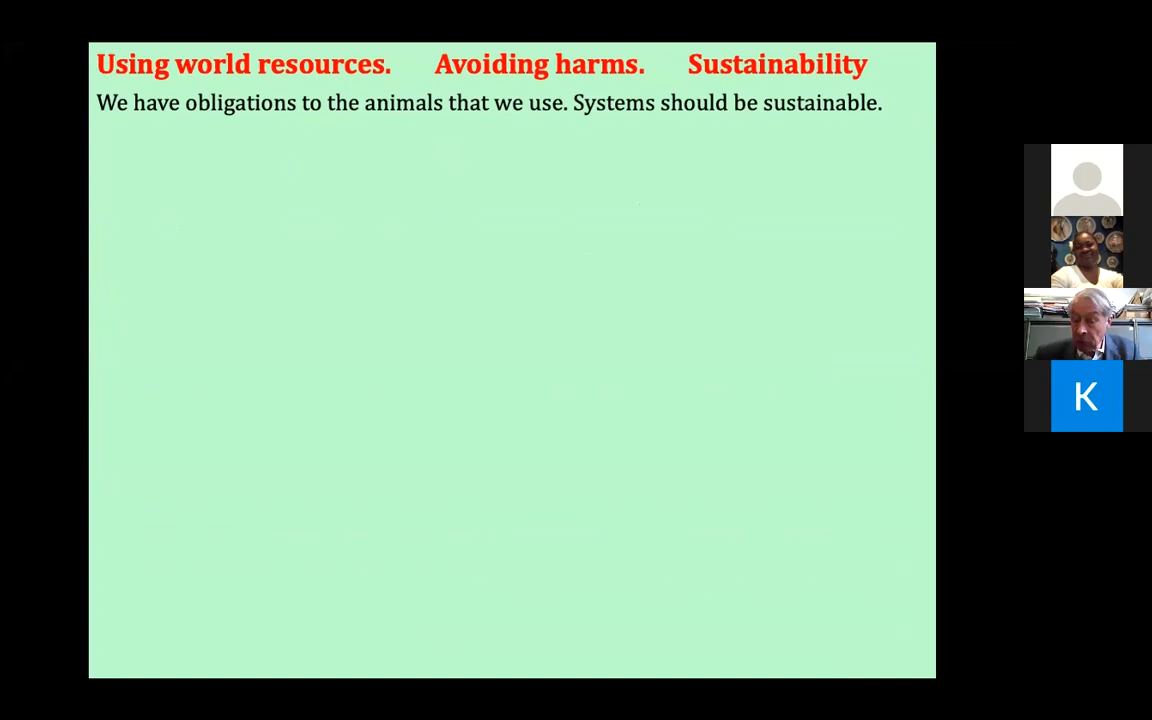 Using world resources. Avoiding harms. Sustainability
We have obligations to the animals that we use. Systems should be sustainable.
K